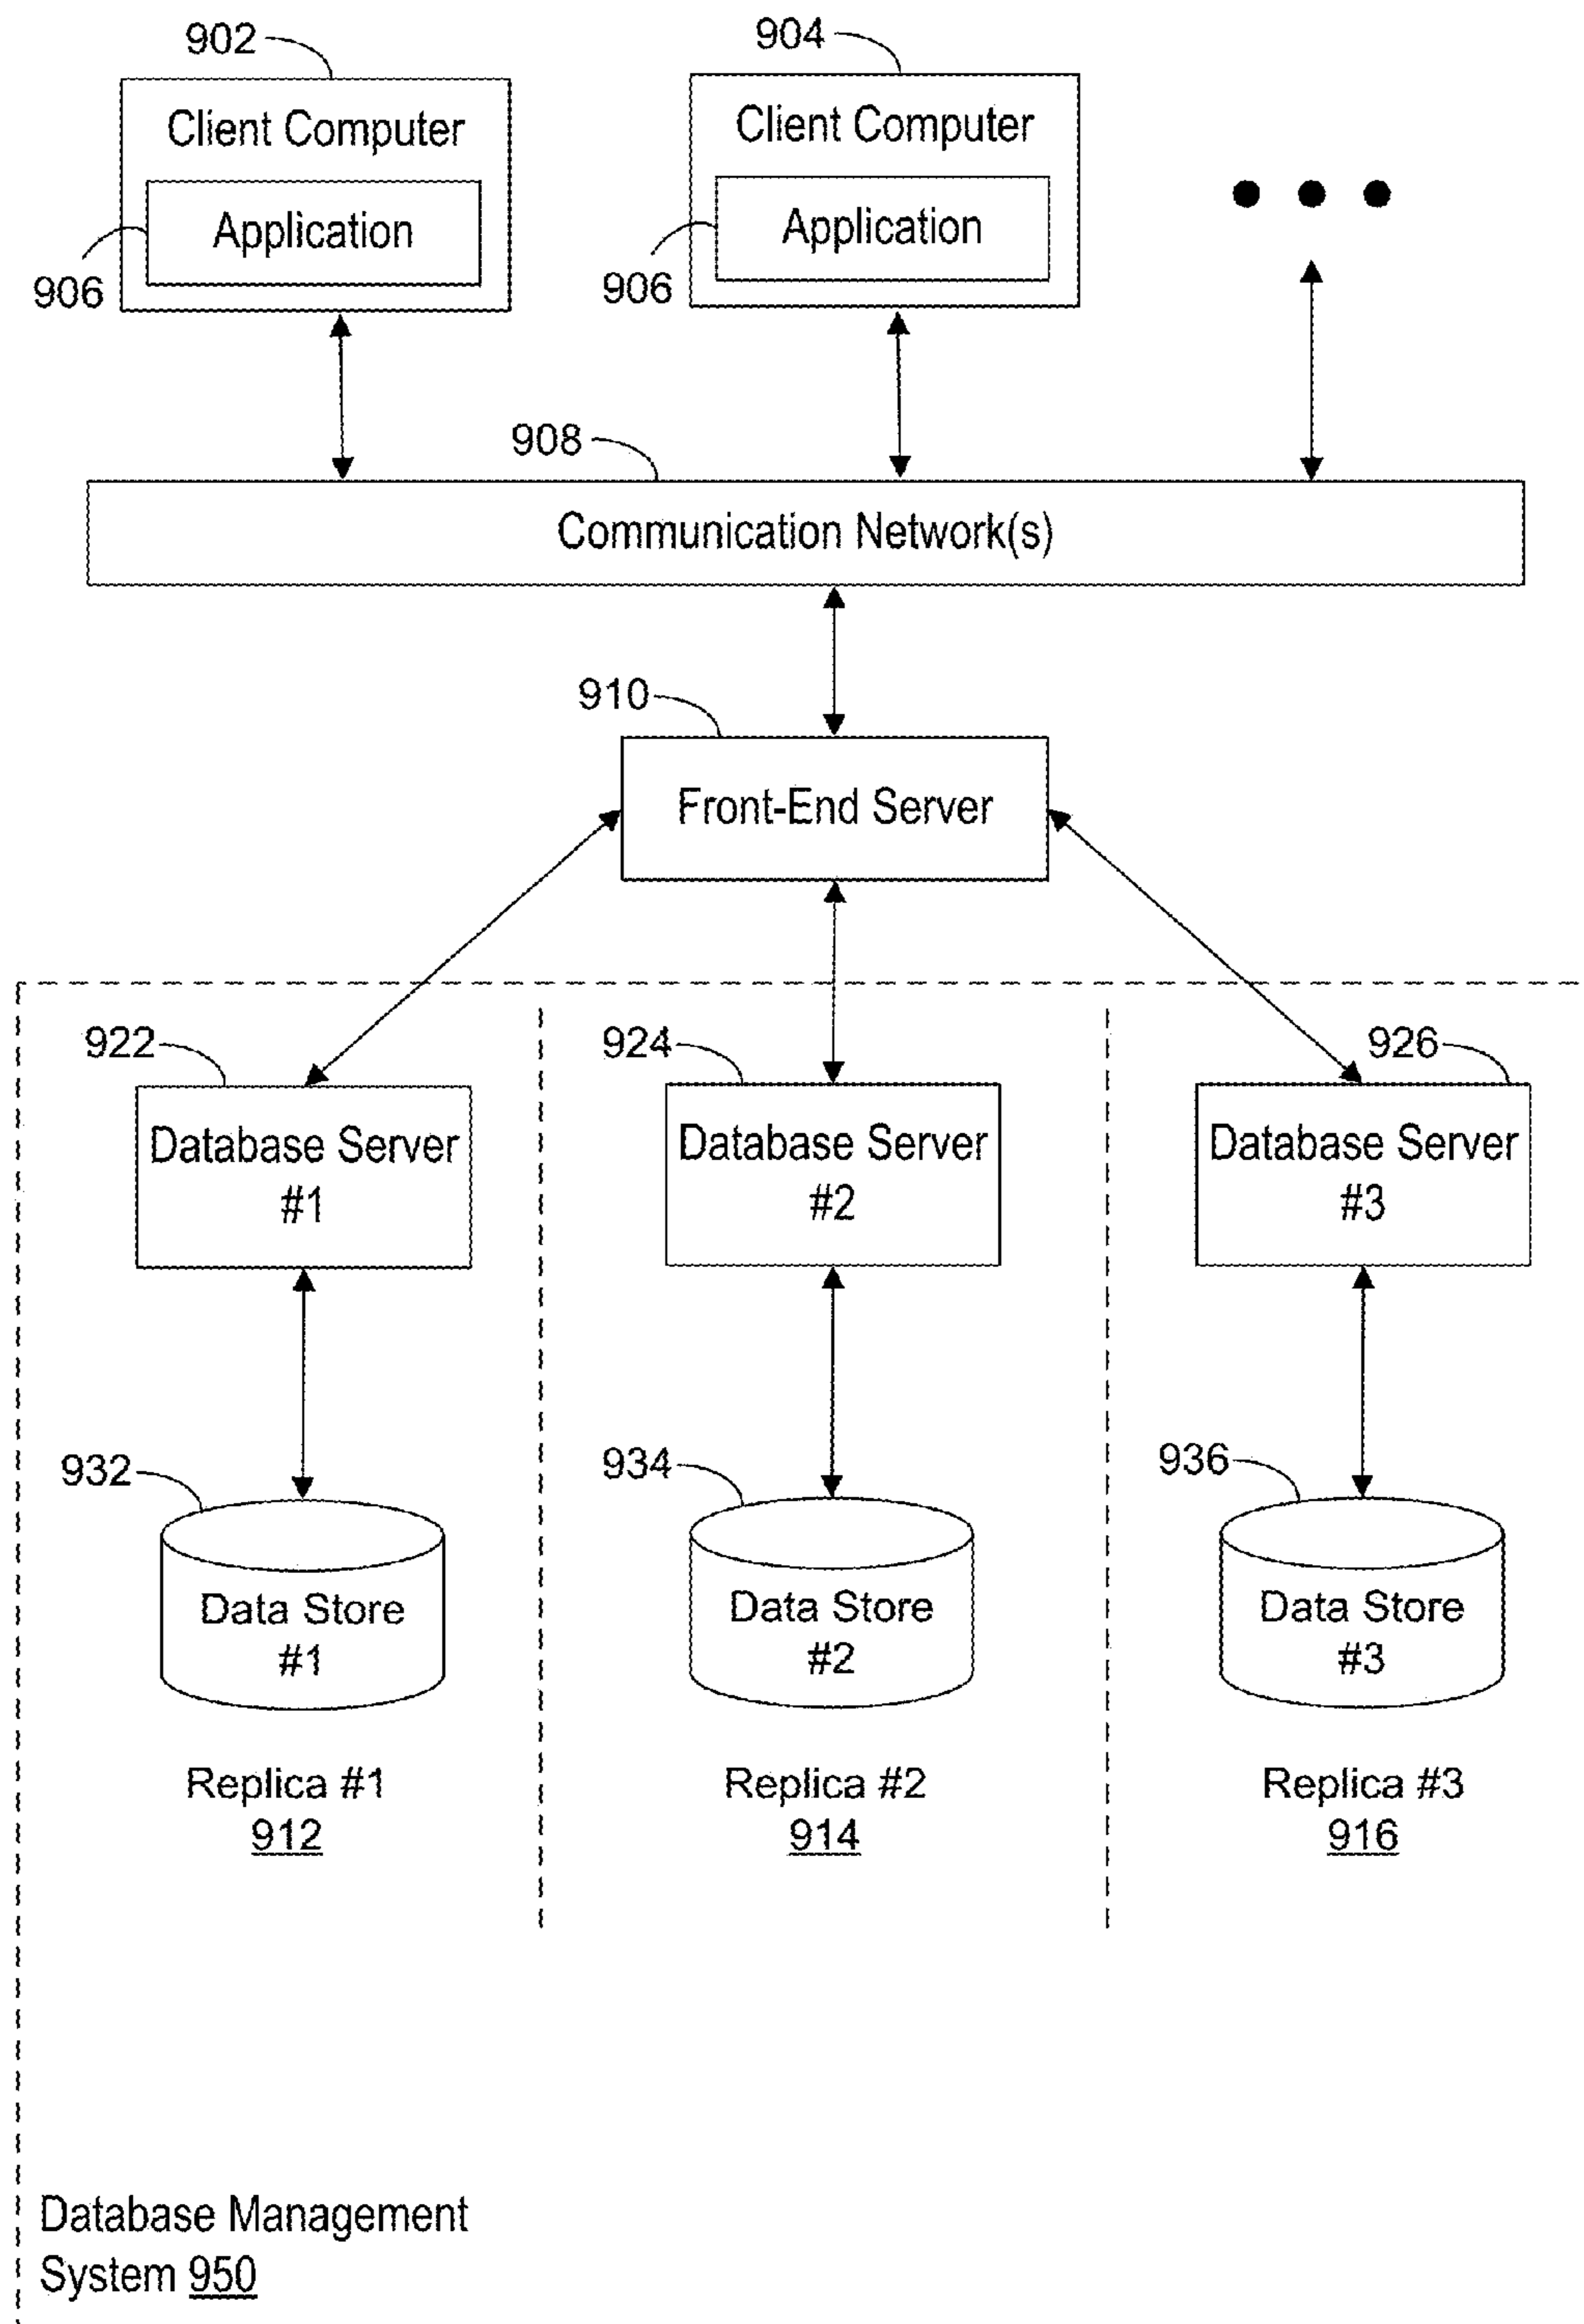 902
904
Client Computer
Client Computer
Application
Application
906
906
908
Communication Network(s)
910
Front-End Server
922
924
926
Database Server
#1
Database Server
#2
Database Server
#3
932
934
936
Data Store
#1
Data Store
#2
Data Store
#3
Replica #1
912
Replica #2
914
Replica #3
916
Database Management
System 950